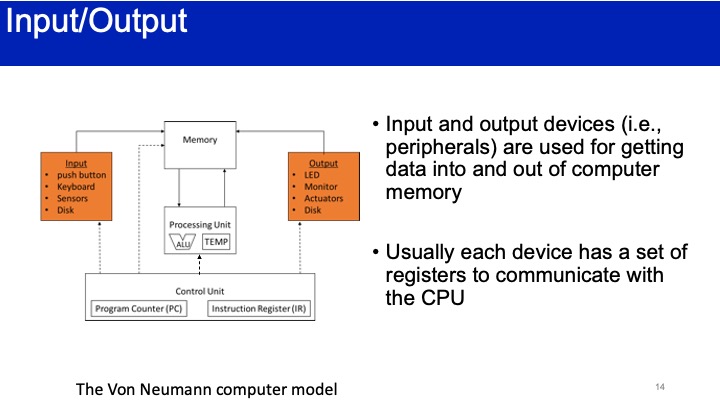 Input/Output
Memory
Input
• push button
• Keyboard
• Sensors
• Disk
Output
• LED
• Monitor
• Actuators
• Disk
Processing Unit
ALU
TEMP
Control Unit
Program Counter (PC)
Instruction Register (IR)
The Von Neumann computer model
• Input and output devices (i.e.,
peripherals) are used for getting
data into and out of computer
memory
• Usually each device has a set of
registers to communicate with
the CPU
14